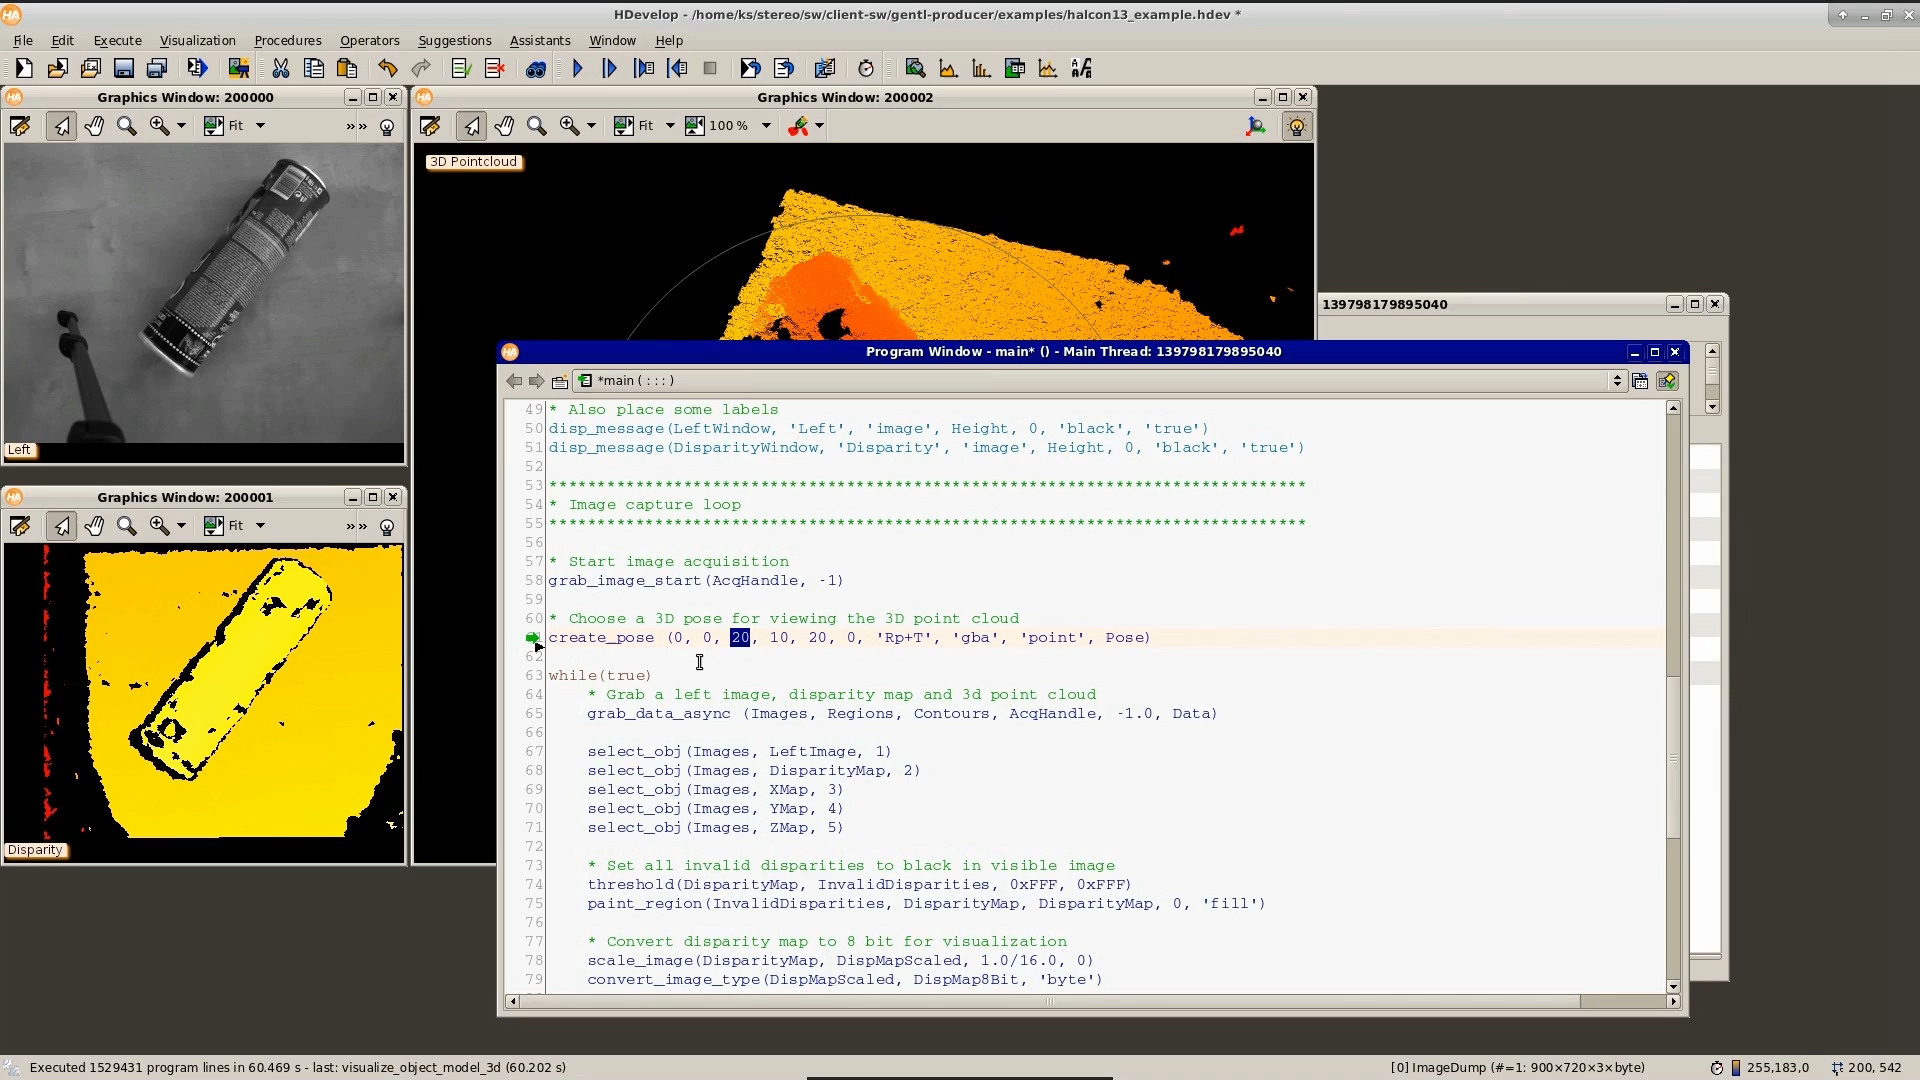 HDevelop - /home/ks/stereo/sw/client-sw/gentl-producer/examples/halcon13_example.hdev *
File Edit Execute Visualization Procedures Operators Suggestions Assistants Window Help
Graphics Window: 200000
Fit
Left
Graphics Window: 200002
Fit 100 %
3D Pointcloud
Graphics Window: 200001
Fit
Disparity
139798179895040
Program Window - main* () - Main Thread: 139798179895040
*main ( : : : )
49 * Also place some labels
50 disp_message(LeftWindow, 'Left', 'image', Height, 0, 'black', 'true')
51 disp_message(DisparityWindow, 'Disparity', 'image', Height, 0, 'black', 'true')
52
53 *******************************************************************************
54 * Image capture loop
55 *******************************************************************************
56
57 * Start image acquisition
58 grab_image_start(AcqHandle, -1)
59
60 * Choose a 3D pose for viewing the 3D point cloud
create_pose (0, 0, 20, 10, 20, 0, 'Rp+T', 'gba', 'point', Pose)
62
63 while(true)
64 * Grab a left image, disparity map and 3d point cloud
65 grab_data_async (Images, Regions, Contours, AcqHandle, -1.0, Data)
66
67 select_obj(Images, LeftImage, 1)
68 select_obj(Images, DisparityMap, 2)
69 select_obj(Images, XMap, 3)
70 select_obj(Images, YMap, 4)
71 select_obj(Images, ZMap, 5)
72
73 * Set all invalid disparities to black in visible image
74 threshold(DisparityMap, InvalidDisparities, 0xFFF, 0xFFF)
75 paint_region(InvalidDisparities, DisparityMap, DisparityMap, 0, 'fill')
76
77 * Convert disparity map to 8 bit for visualization
78 scale_image(DisparityMap, DispMapScaled, 1.0/16.0, 0)
79 convert_image_type(DispMapScaled, DispMap8Bit, 'byte')
Executed 1529431 program lines in 60.469 s - last: visualize_object_model_3d (60.202 s)
[0] ImageDump (#=1: 900×720×3×byte)
255,183,0
200, 542